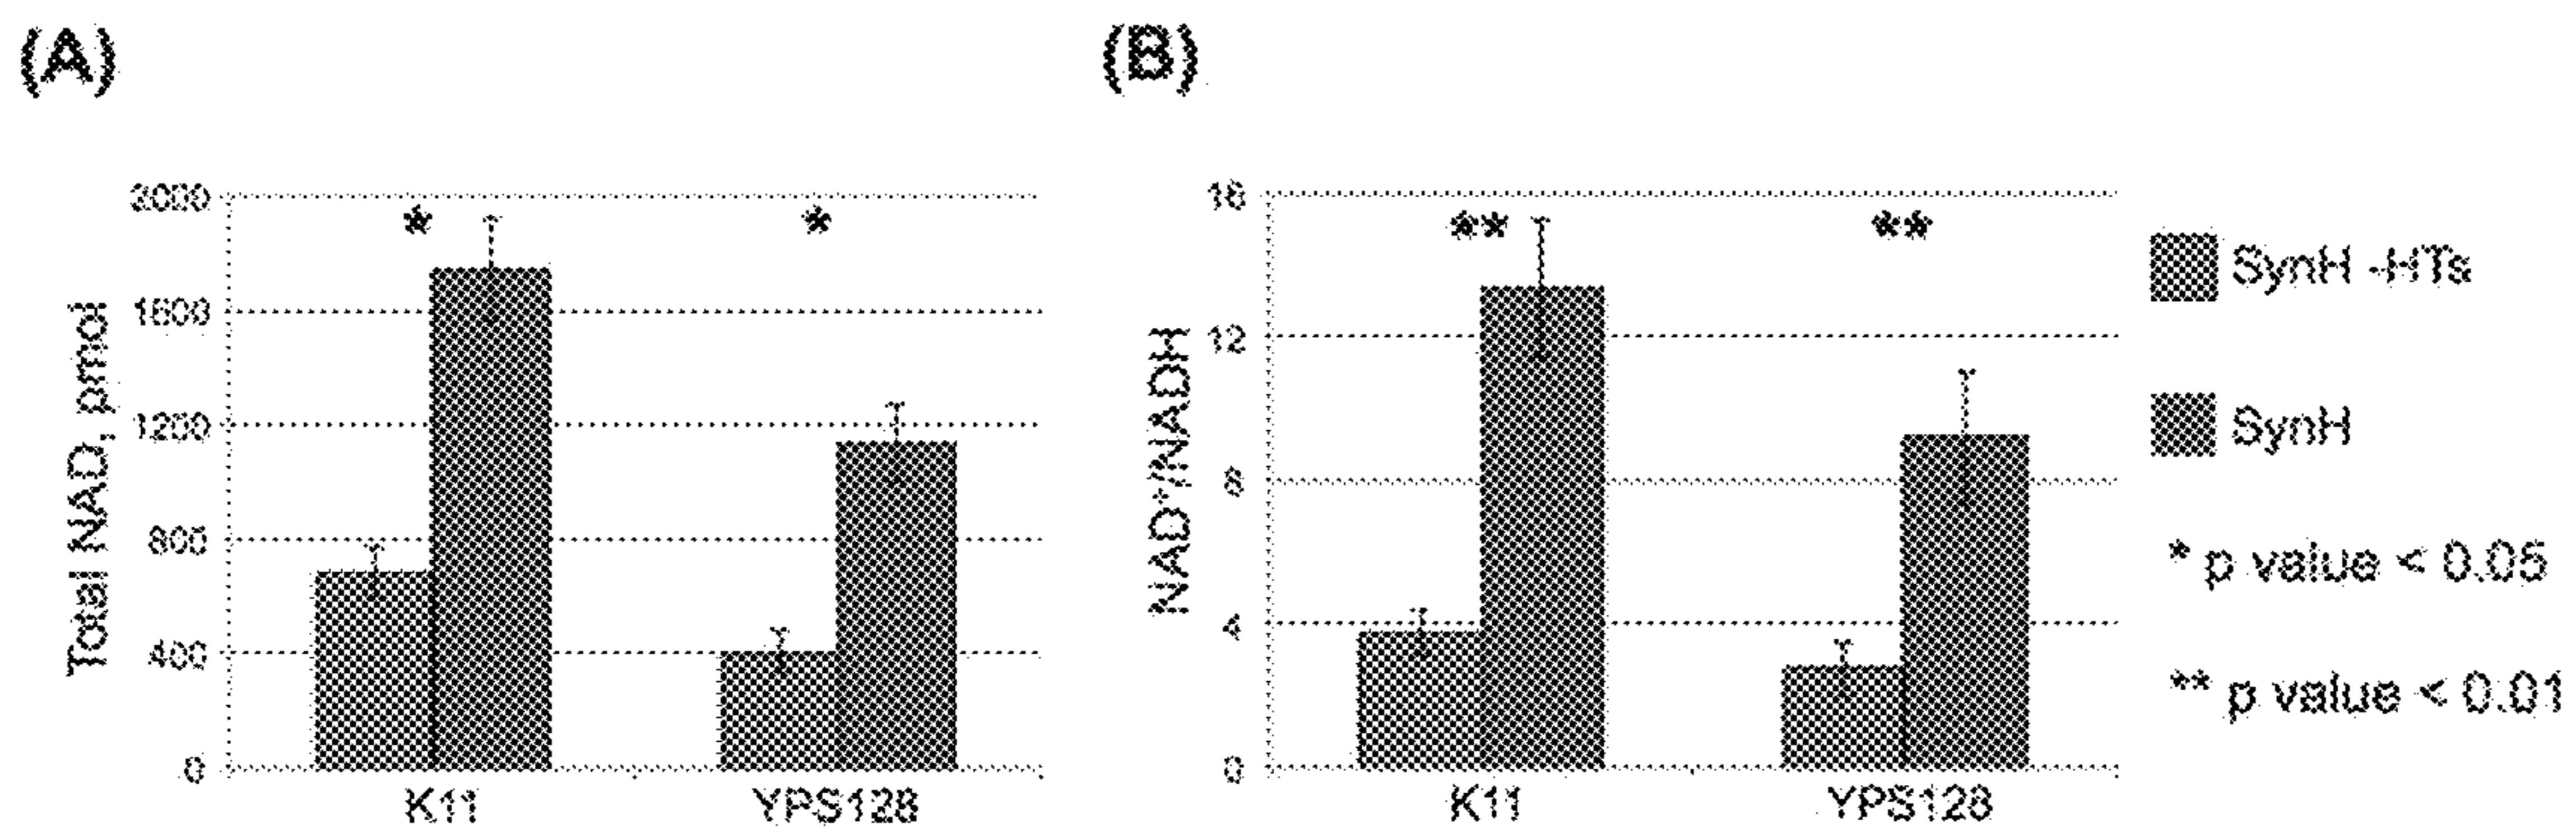 (A)
(B)
Total NAD, pmol
2000
1600
1200
800
400
0
*
*
K11
YPS128
NAD⁺/NADH
16
12
8
4
0
**
**
K11
YPS128
SynH -HTs
SynH
* p value < 0.05
** p value < 0.01